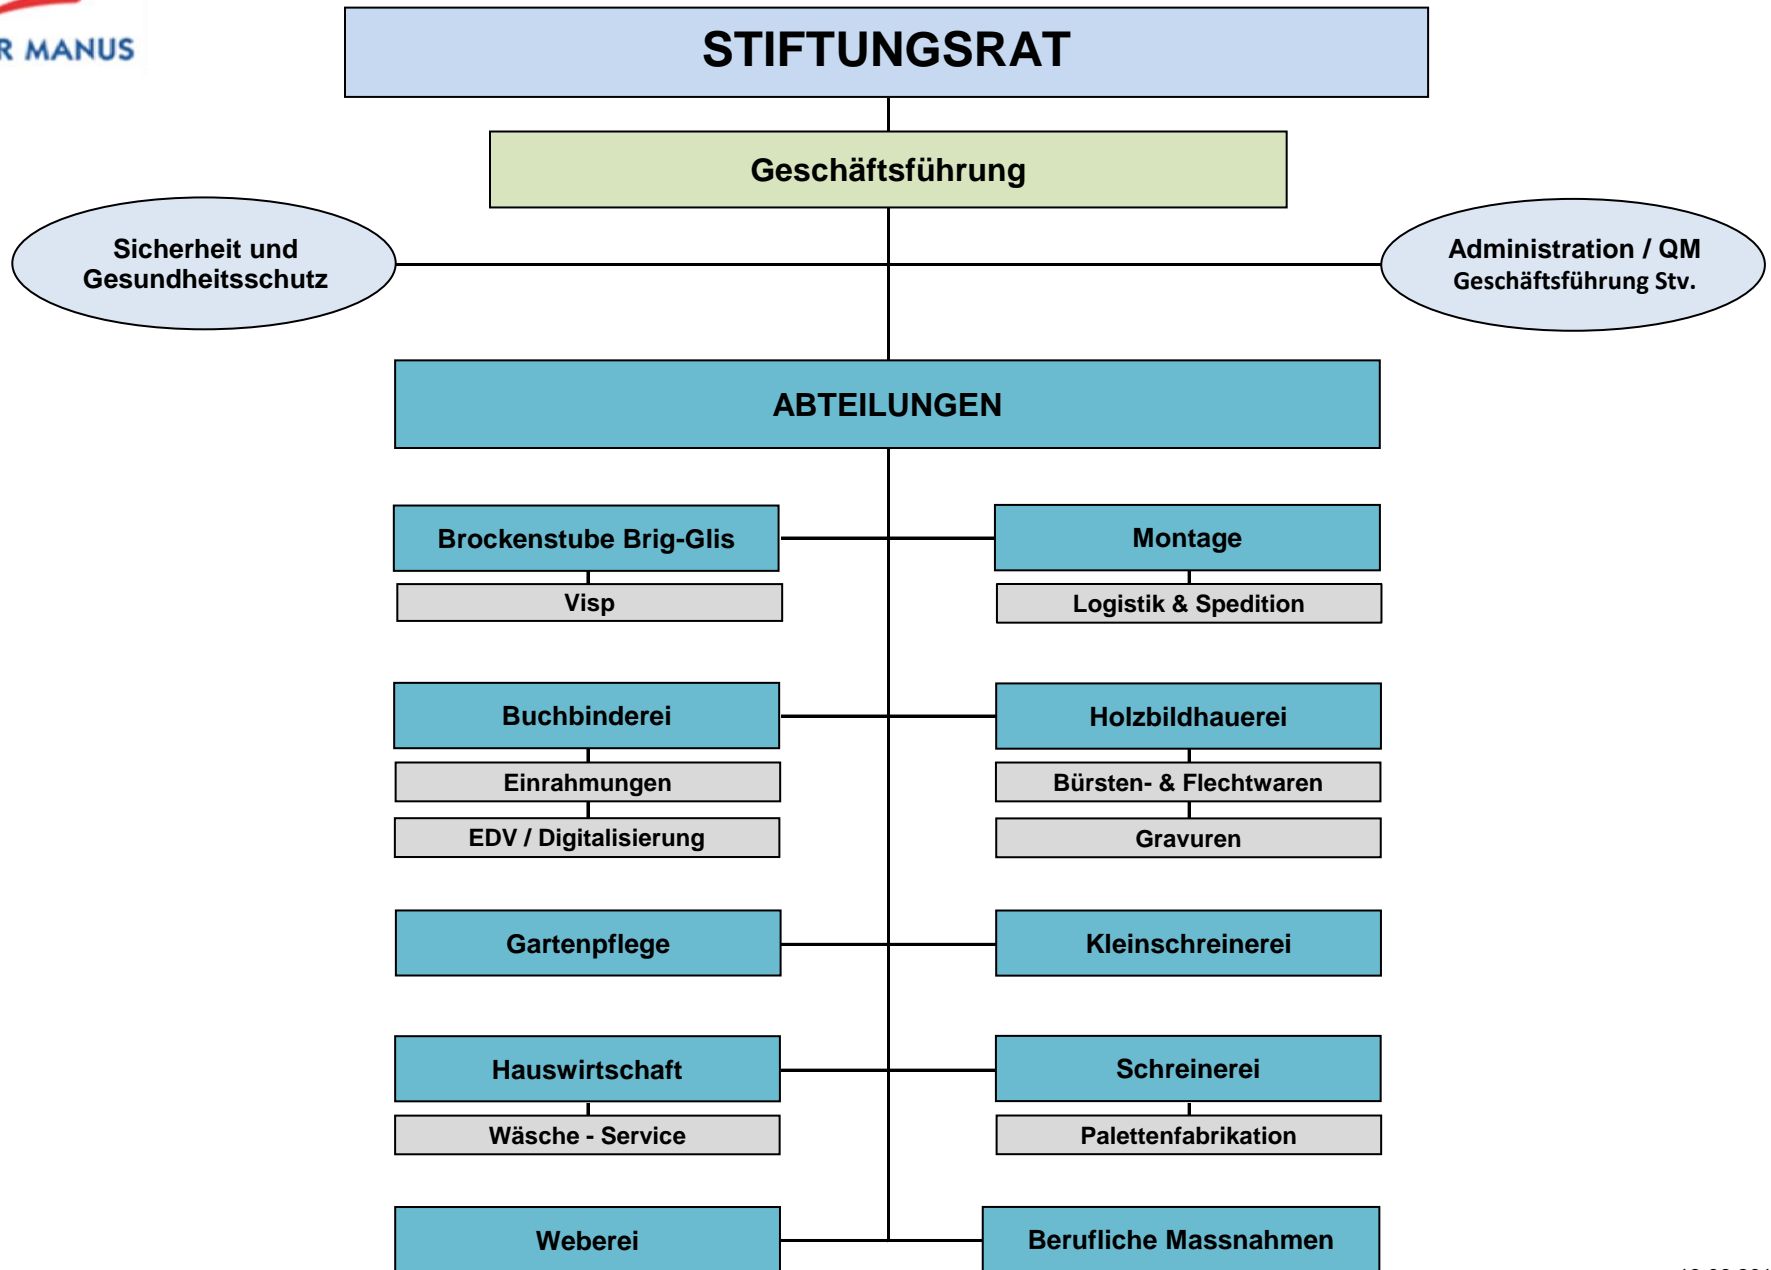 R MANUS
STIFTUNGSRAT
Geschäftsführung
Sicherheit und
Gesundheitsschutz
Administration / QM
Geschäftsführung Stv.
ABTEILUNGEN
Brockenstube Brig-Glis
Montage
Visp
Logistik & Spedition
Buchbinderei
Holzbildhauerei
Einrahmungen
Bürsten- & Flechtwaren
EDV / Digitalisierung
Gravuren
Gartenpflege
Kleinschreinerei
Hauswirtschaft
Schreinerei
Wäsche - Service
Palettenfabrikation
Weberei
Berufliche Massnahmen